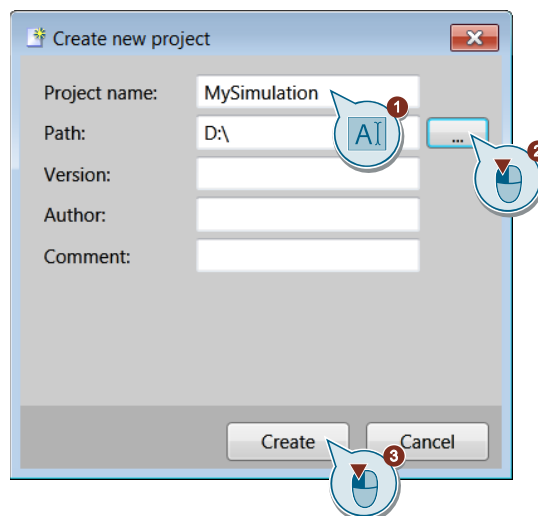 Create new project
Project name: MySimulation
1
Path: D:\ A ...
2
Version:
Author:
Comment:
Create Cancel
3